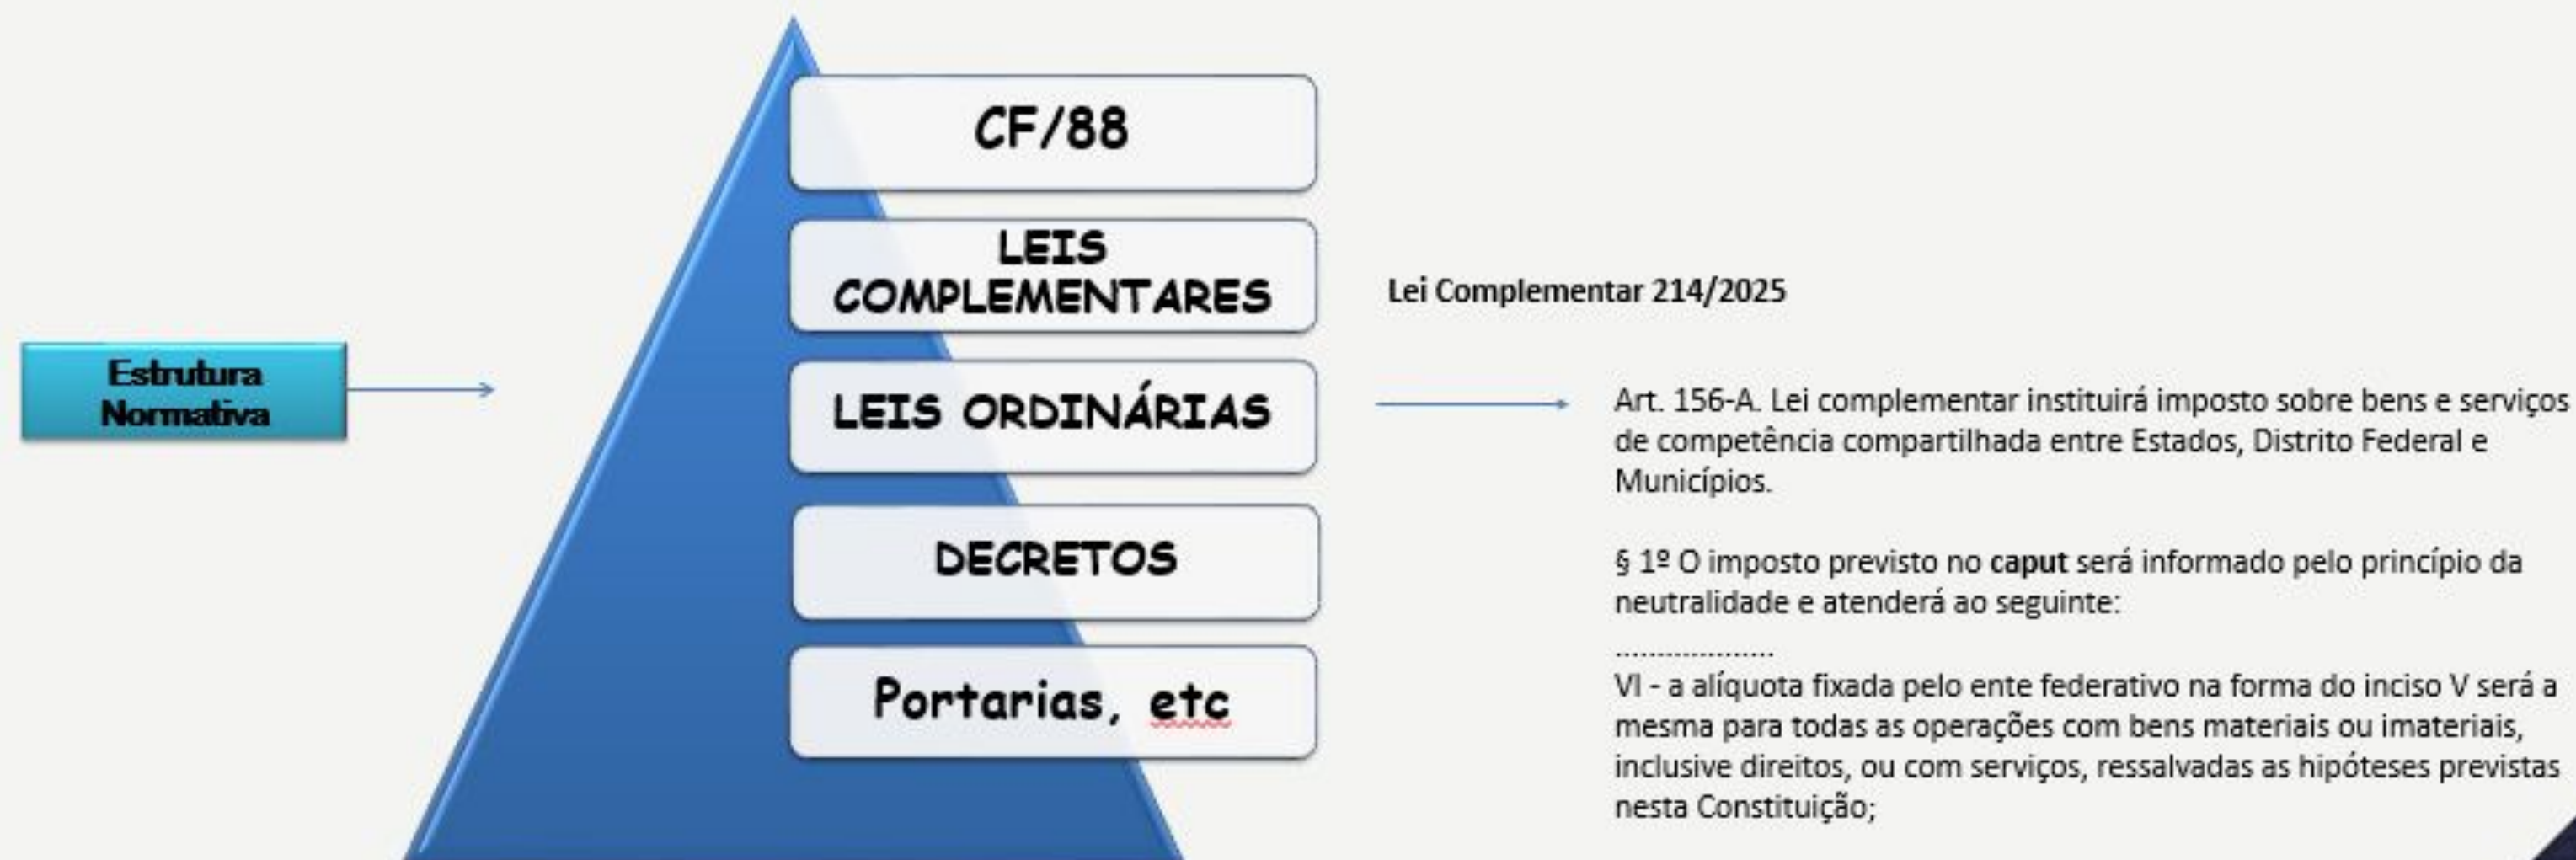 Estrutura
Normativa
CF/88
LEIS
COMPLEMENTARES
LEIS ORDINÁRIAS
DECRETOS
Portarias, etc
Lei Complementar 214/2025
Art. 156-A. Lei complementar instituirá imposto sobre bens e serviços
de competência compartilhada entre Estados, Distrito Federal e
Municípios.
§ 1º O imposto previsto no caput será informado pelo princípio da
neutralidade e atenderá ao seguinte:
...................
VI - a alíquota fixada pelo ente federativo na forma do inciso V será a
mesma para todas as operações com bens materiais ou imateriais,
inclusive direitos, ou com serviços, ressalvadas as hipóteses previstas
nesta Constituição;